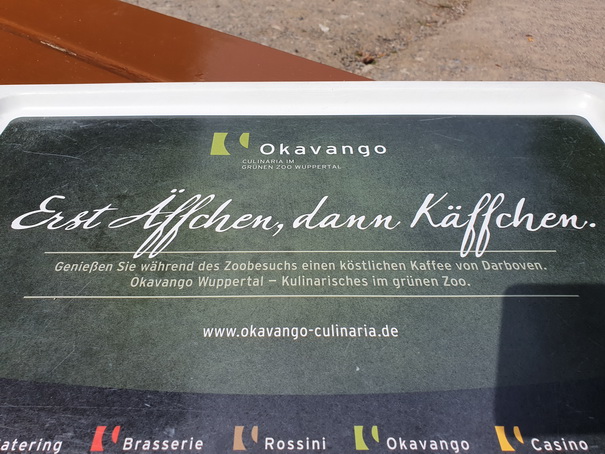 Okavango
CULINARIA IM
GRÜNEN ZOO WUPPERTAL
Erst Äffchen, dann Käffchen.
Genießen Sie während des Zoobesuchs einen köstlichen Kaffee von Darboven.
Okavango Wuppertal – Kulinarisches im grünen Zoo.
www.okavango-culinaria.de
atering Brasserie Rossini Okavango Casino